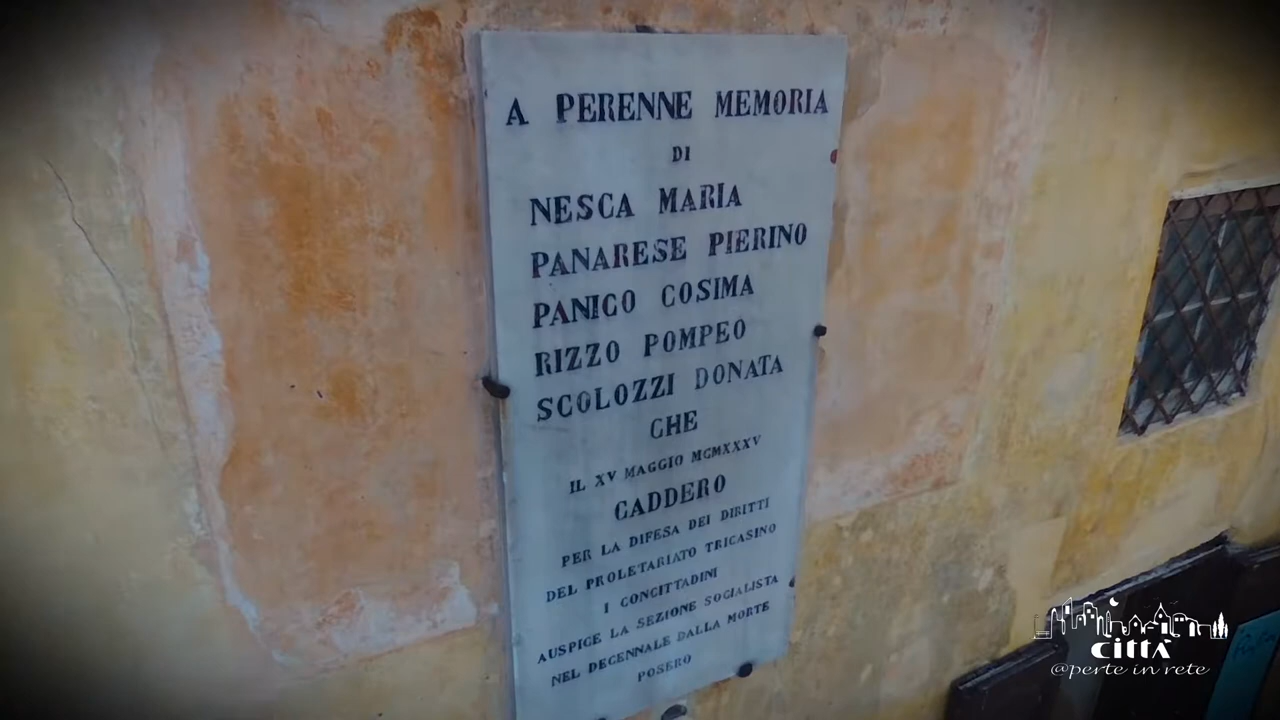 A PERENNE MEMORIA
DI
NESCA MARIA
PANARESE PIERINO
PANICO COSIMA
RIZZO POMPEO
SCOLOZZI DONATA
CHE
IL XV MAGGIO MCMXXXV
CADDERO
PER LA DIFESA DEI DIRITTI
DEL PROLETARIATO TRICASINO
I CONCITTADINI
AUSPICE LA SEZIONE SOCIALISTA
NEL DECENNALE DALLA MORTE
POSERO
CITTÀ
@perte in rete